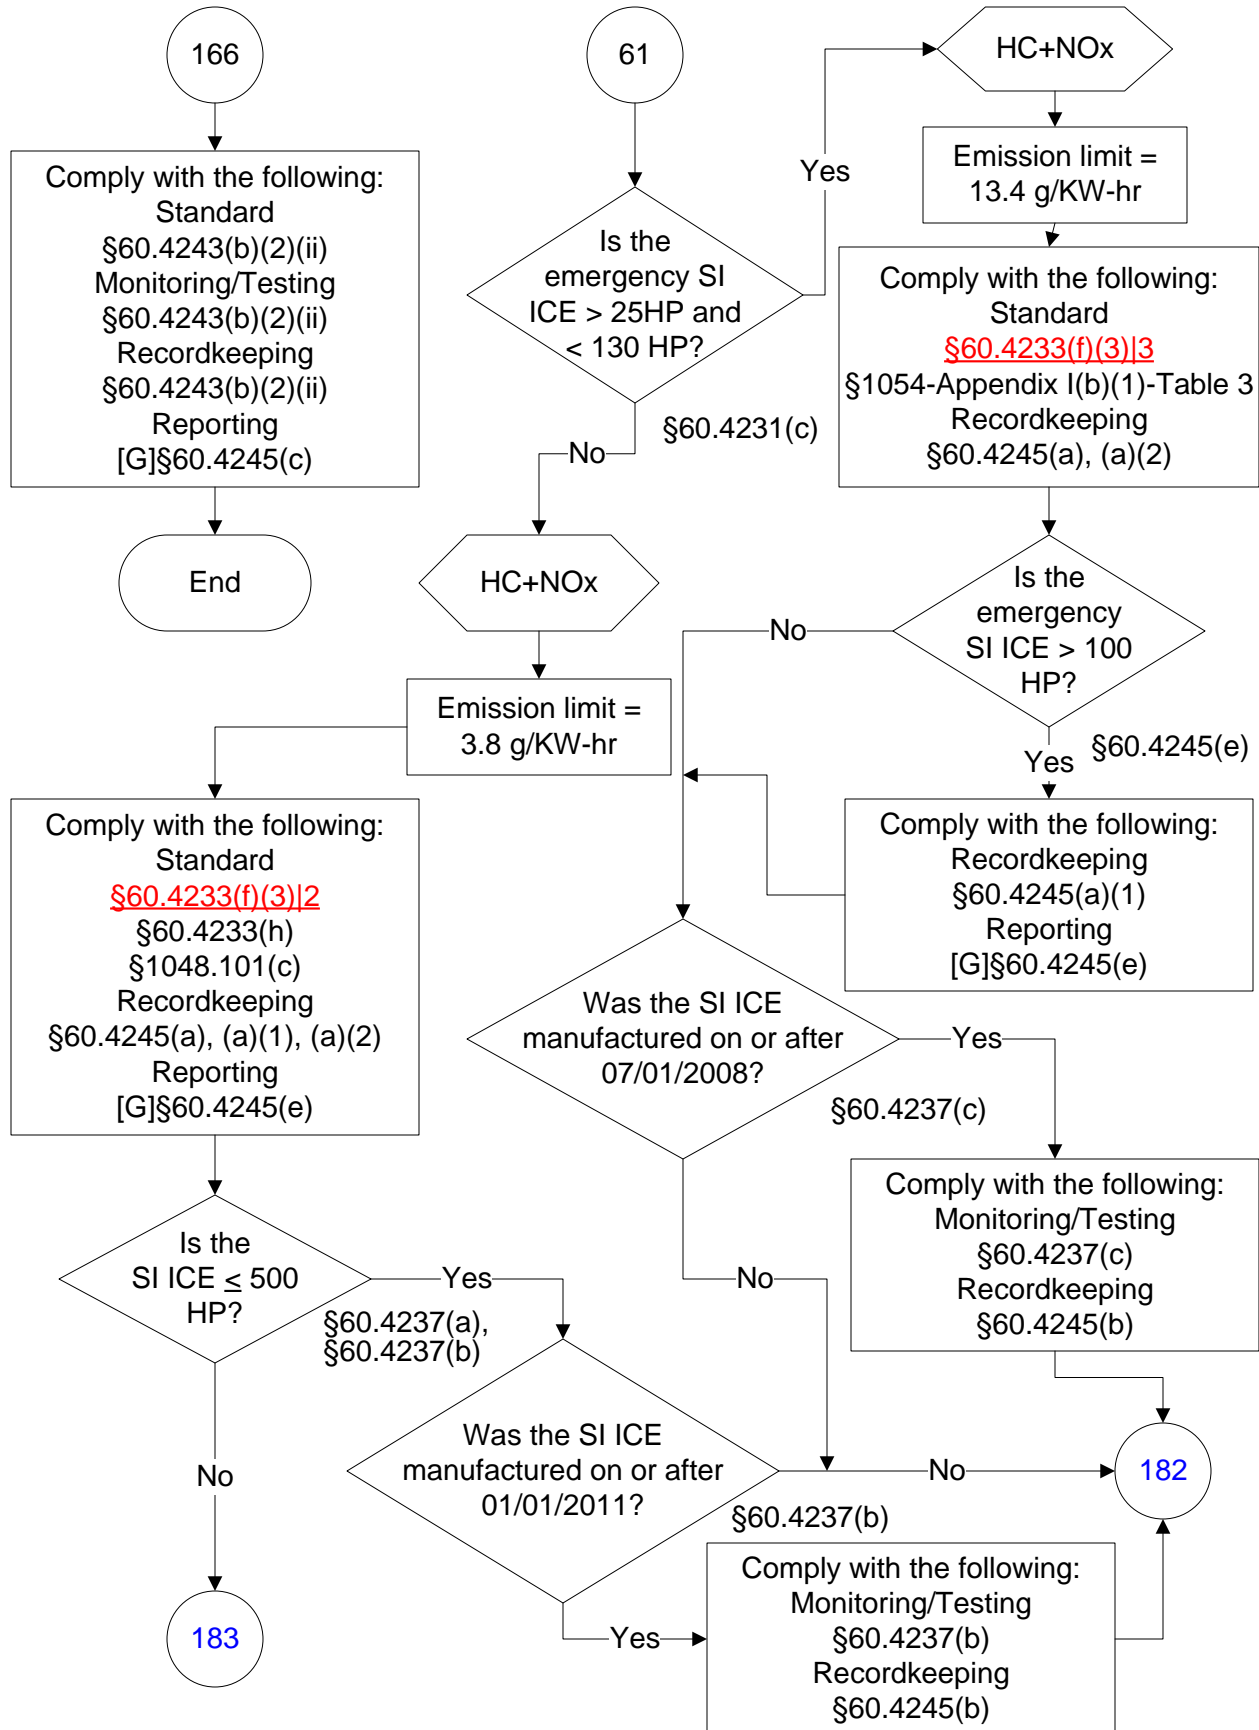 166
Comply with the following:
Standard
§60.4243(b)(2)(ii)
Monitoring/Testing
§60.4243(b)(2)(ii)
Recordkeeping
§60.4243(b)(2)(ii)
Reporting
[G]§60.4245(c)
End
61
Is the
emergency SI
ICE > 25HP and
< 130 HP?
§60.4231(c)
Yes
HC+NOx
Emission limit =
13.4 g/KW-hr
Comply with the following:
Standard
§60.4233(f)(3)|3
§1054-Appendix I(b)(1)-Table 3
Recordkeeping
§60.4245(a), (a)(2)
Is the
emergency
SI ICE > 100
HP?
§60.4245(e)
Yes
Comply with the following:
Recordkeeping
§60.4245(a)(1)
Reporting
[G]§60.4245(e)
No
No
HC+NOx
Emission limit =
3.8 g/KW-hr
Comply with the following:
Standard
§60.4233(f)(3)|2
§60.4233(h)
§1048.101(c)
Recordkeeping
§60.4245(a), (a)(1), (a)(2)
Reporting
[G]§60.4245(e)
Was the SI ICE
manufactured on or after
07/01/2008?
§60.4237(c)
Yes
Comply with the following:
Monitoring/Testing
§60.4237(c)
Recordkeeping
§60.4245(b)
No
Is the
SI ICE ≤ 500
HP?
Yes
§60.4237(a),
§60.4237(b)
No
183
Was the SI ICE
manufactured on or after
01/01/2011?
§60.4237(b)
No
182
Yes
Comply with the following:
Monitoring/Testing
§60.4237(b)
Recordkeeping
§60.4245(b)